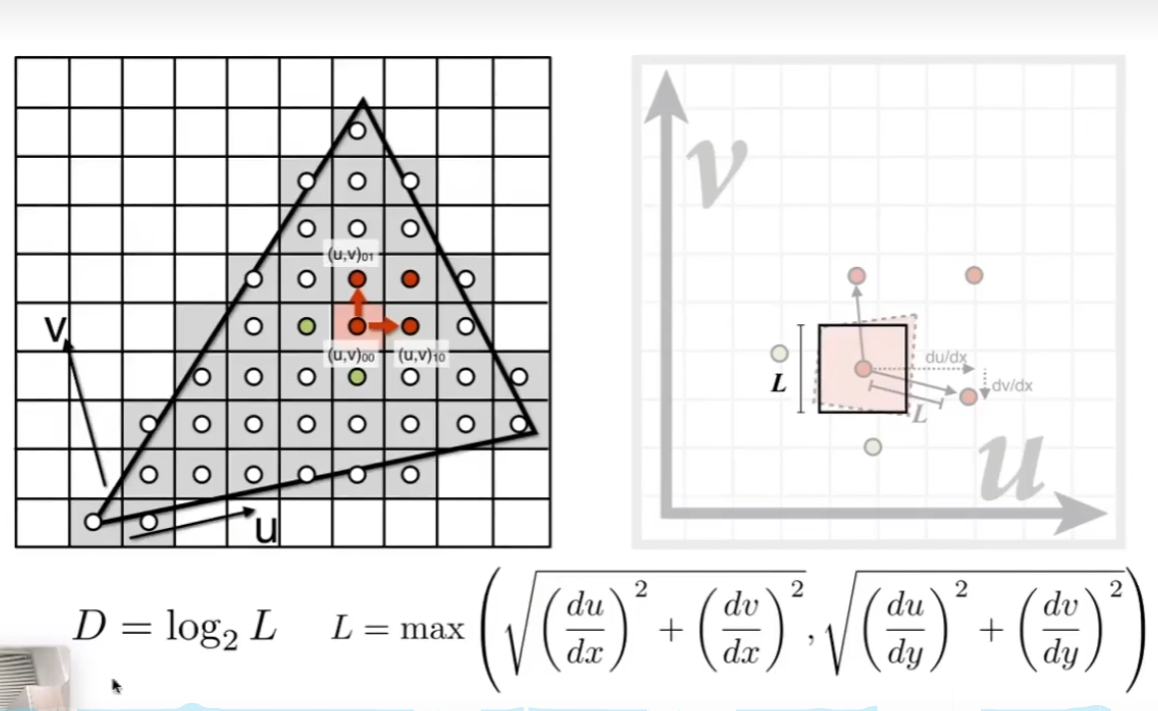 (u,v)01
(u,v)00 (u,v)10
v
u
v
du/dx
dv/dx
L
L
u
D = log₂ L    L = max ( √( (du/dx)² + (dv/dx)² ), √( (du/dy)² + (dv/dy)² ) )